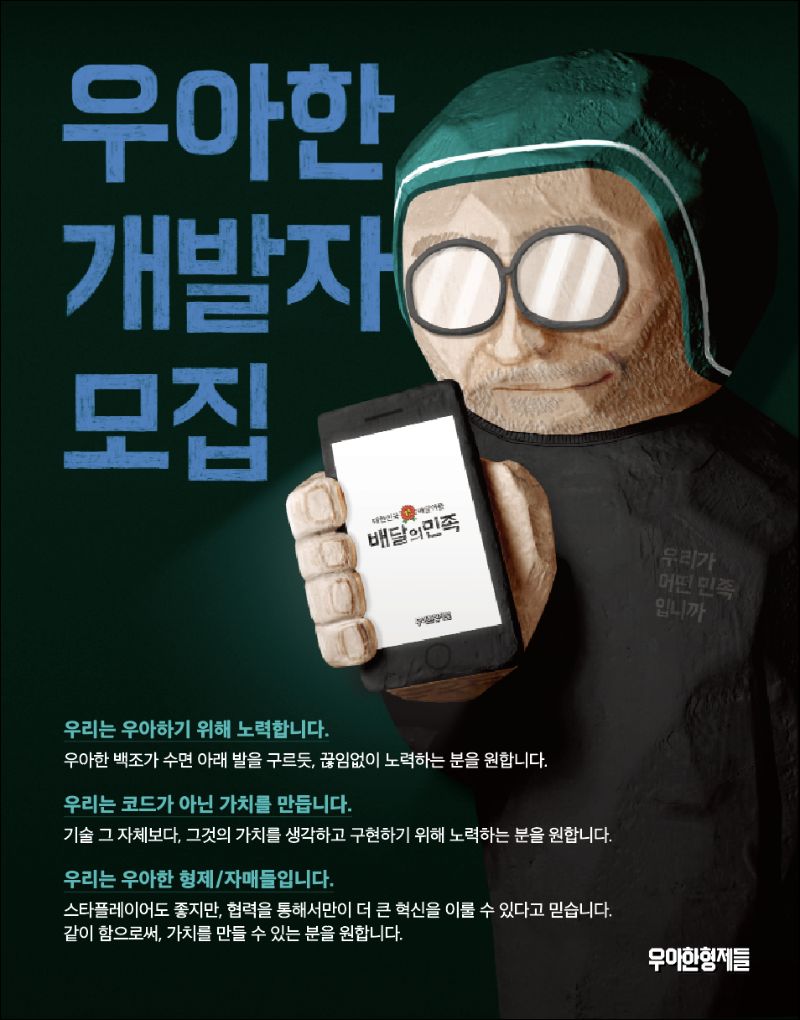 우아한
개발자
모집
대한민국 1등 배달어플
배달의민족
우아한형제들
우리가
어떤 민족
입니까
우리는 우아하기 위해 노력합니다.
우아한 백조가 수면 아래 발을 구르듯, 끊임없이 노력하는 분을 원합니다.
우리는 코드가 아닌 가치를 만듭니다.
기술 그 자체보다, 그것의 가치를 생각하고 구현하기 위해 노력하는 분을 원합니다.
우리는 우아한 형제/자매들입니다.
스타플레이어도 좋지만, 협력을 통해서만이 더 큰 혁신을 이룰 수 있다고 믿습니다.
같이 함으로써, 가치를 만들 수 있는 분을 원합니다.
우아한형제들